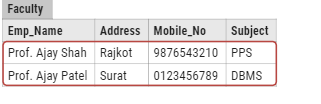 Faculty
Emp_Name Address Mobile_No Subject
Prof. Ajay Shah Rajkot 9876543210 PPS
Prof. Ajay Patel Surat 0123456789 DBMS